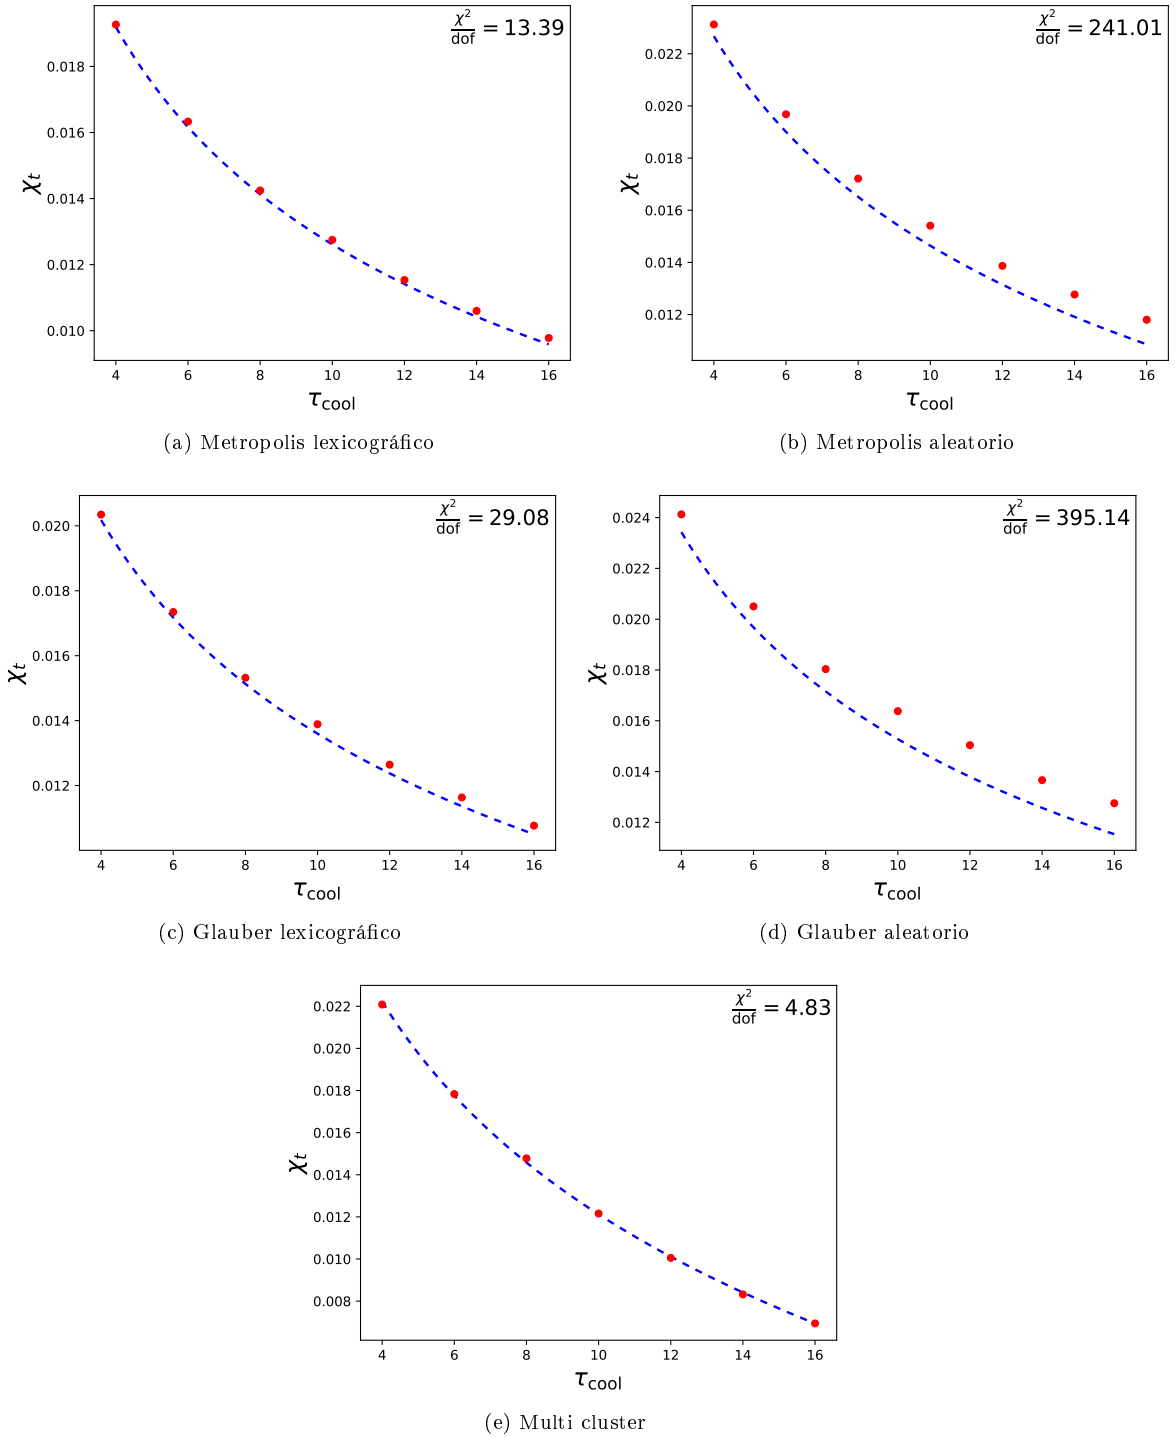 χ²/dof = 13.39
0.018
0.016
0.014
0.012
0.010
χt
4 6 8 10 12 14 16
τcool
(a) Metropolis lexicográfico
χ²/dof = 241.01
0.022
0.020
0.018
0.016
0.014
0.012
χt
4 6 8 10 12 14 16
τcool
(b) Metropolis aleatorio
χ²/dof = 29.08
0.020
0.018
0.016
0.014
0.012
χt
4 6 8 10 12 14 16
τcool
(c) Glauber lexicográfico
χ²/dof = 395.14
0.024
0.022
0.020
0.018
0.016
0.014
0.012
χt
4 6 8 10 12 14 16
τcool
(d) Glauber aleatorio
χ²/dof = 4.83
0.022
0.020
0.018
0.016
0.014
0.012
0.010
0.008
χt
4 6 8 10 12 14 16
τcool
(e) Multi cluster